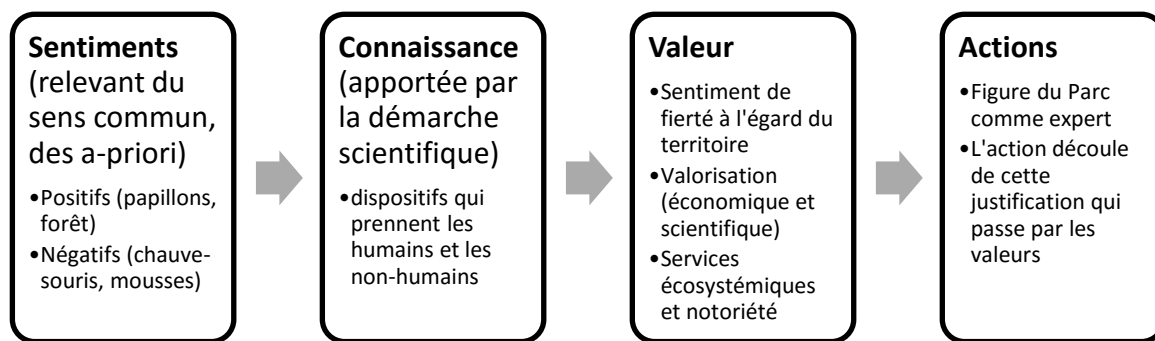 Sentiments
(relevant du
sens commun,
des a-priori)
•Positifs (papillons,
forêt)
•Négatifs (chauve-
souris, mousses)
Connaissance
(apportée par
la démarche
scientifique)
•dispositifs qui
prennent les
humains et les
non-humains
Valeur
•Sentiment de
fierté à l'égard du
territoire
•Valorisation
(économique et
scientifique)
•Services
écosystémiques
et notoriété
Actions
•Figure du Parc
comme expert
•L'action découle
de cette
justification qui
passe par les
valeurs